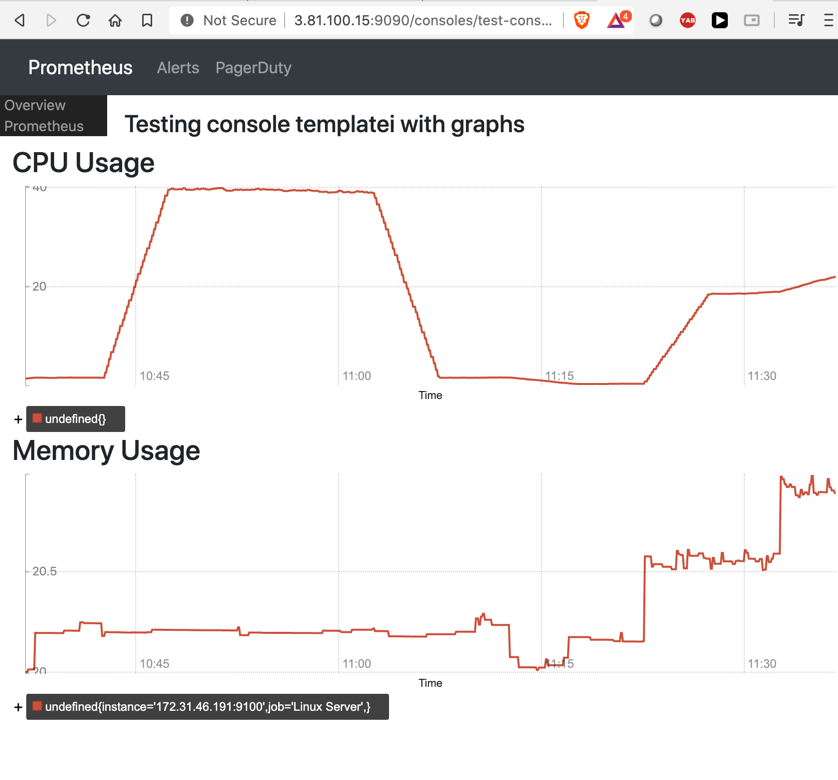 Not Secure 3.81.100.15:9090/consoles/test-cons... 4 YAB
Prometheus Alerts PagerDuty
Overview
Prometheus
Testing console templatei with graphs
CPU Usage
40
20
10:45 11:00 11:15 11:30
Time
+ undefined{}
Memory Usage
20.5
20
10:45 11:00 11:15 11:30
Time
+ undefined{instance='172.31.46.191:9100',job='Linux Server',}